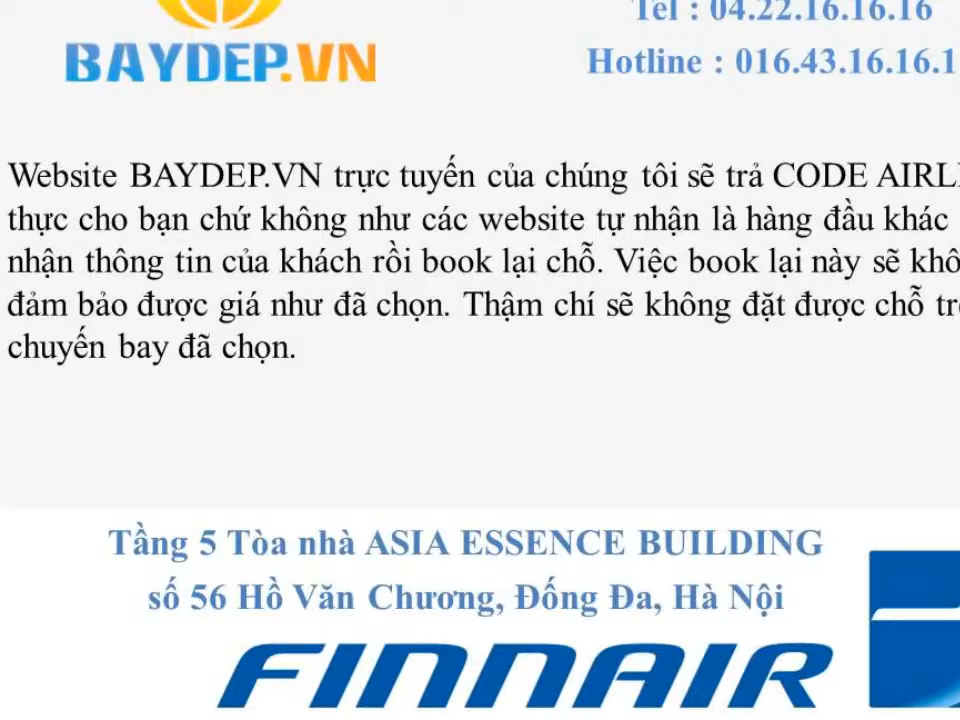 Tel : 04.22.16.16.16
BAYDEP.VN
Hotline : 016.43.16.16.1
Website BAYDEP.VN trực tuyến của chúng tôi sẽ trả CODE
thực cho bạn chứ không như các website tự nhận là hàng đầu khác
nhận thông tin của khách rồi book lại chỗ. Việc book lại này sẽ
đảm bảo được giá như đã chọn. Thậm chí sẽ không đặt được chỗ
chuyến bay đã chọn.
Tầng 5 Tòa nhà ASIA ESSENCE BUILDING
số 56 Hồ Văn Chương, Đống Đa, Hà Nội
FINNAIR